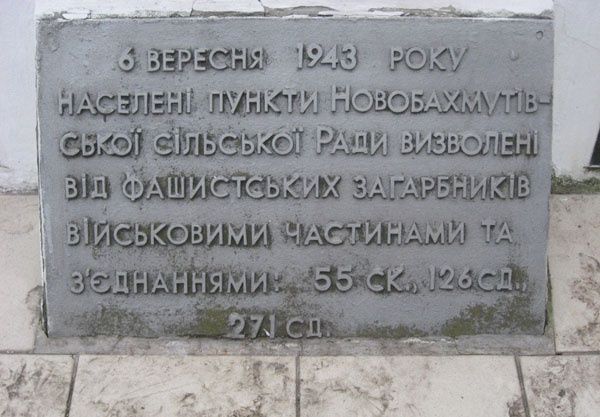 6 ВЕРЕСНЯ 1943 РОКУ
НАСЕЛЕНІ ПУНКТИ НОВОБАХМУТІВ-
СЬКОЇ СІЛЬСЬКОЇ РАДИ ВИЗВОЛЕНІ
ВІД ФАШИСТСЬКИХ ЗАГАРБНИКІВ
ВІЙСЬКОВИМИ ЧАСТИНАМИ ТА
З'ЄДНАННЯМИ: 55 СК., 126 СД.,
271 СД.